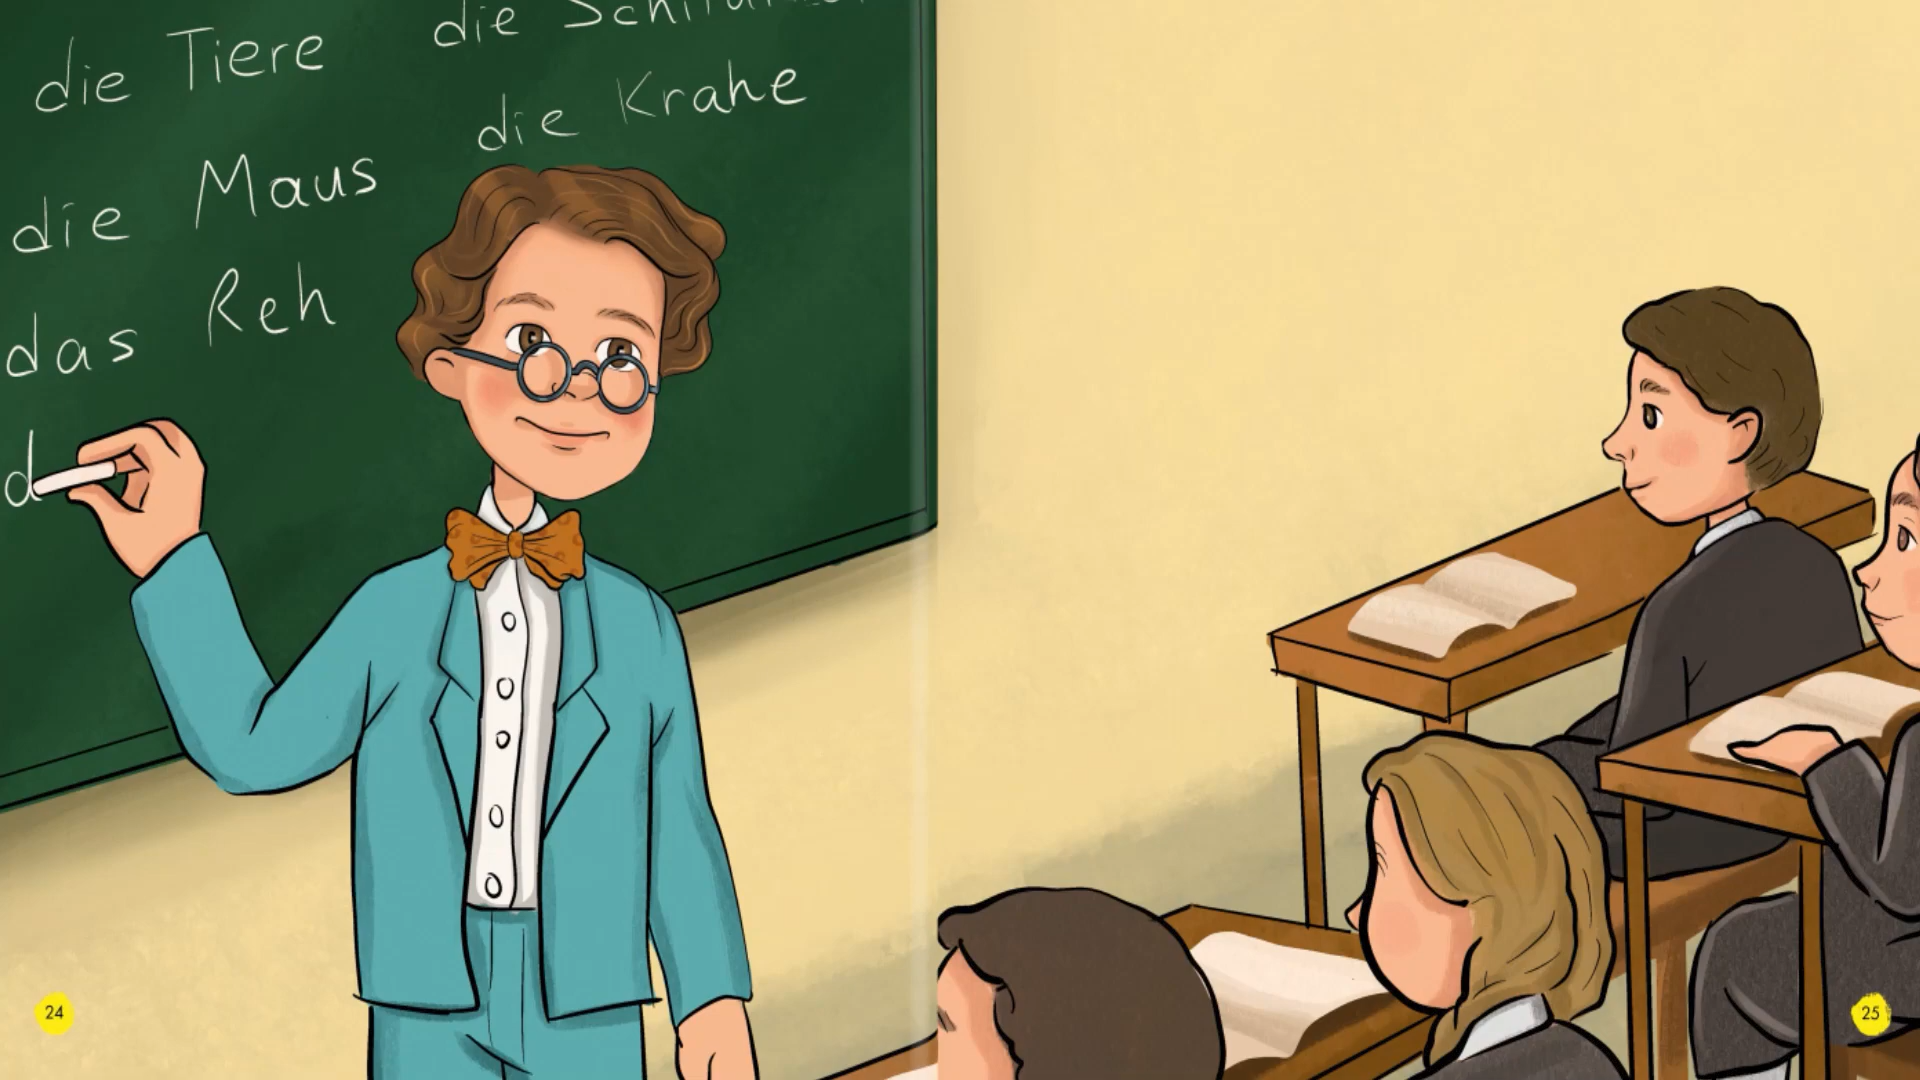 die Tiere
die Maus
das Reh
d
die
die Krahe
24
25